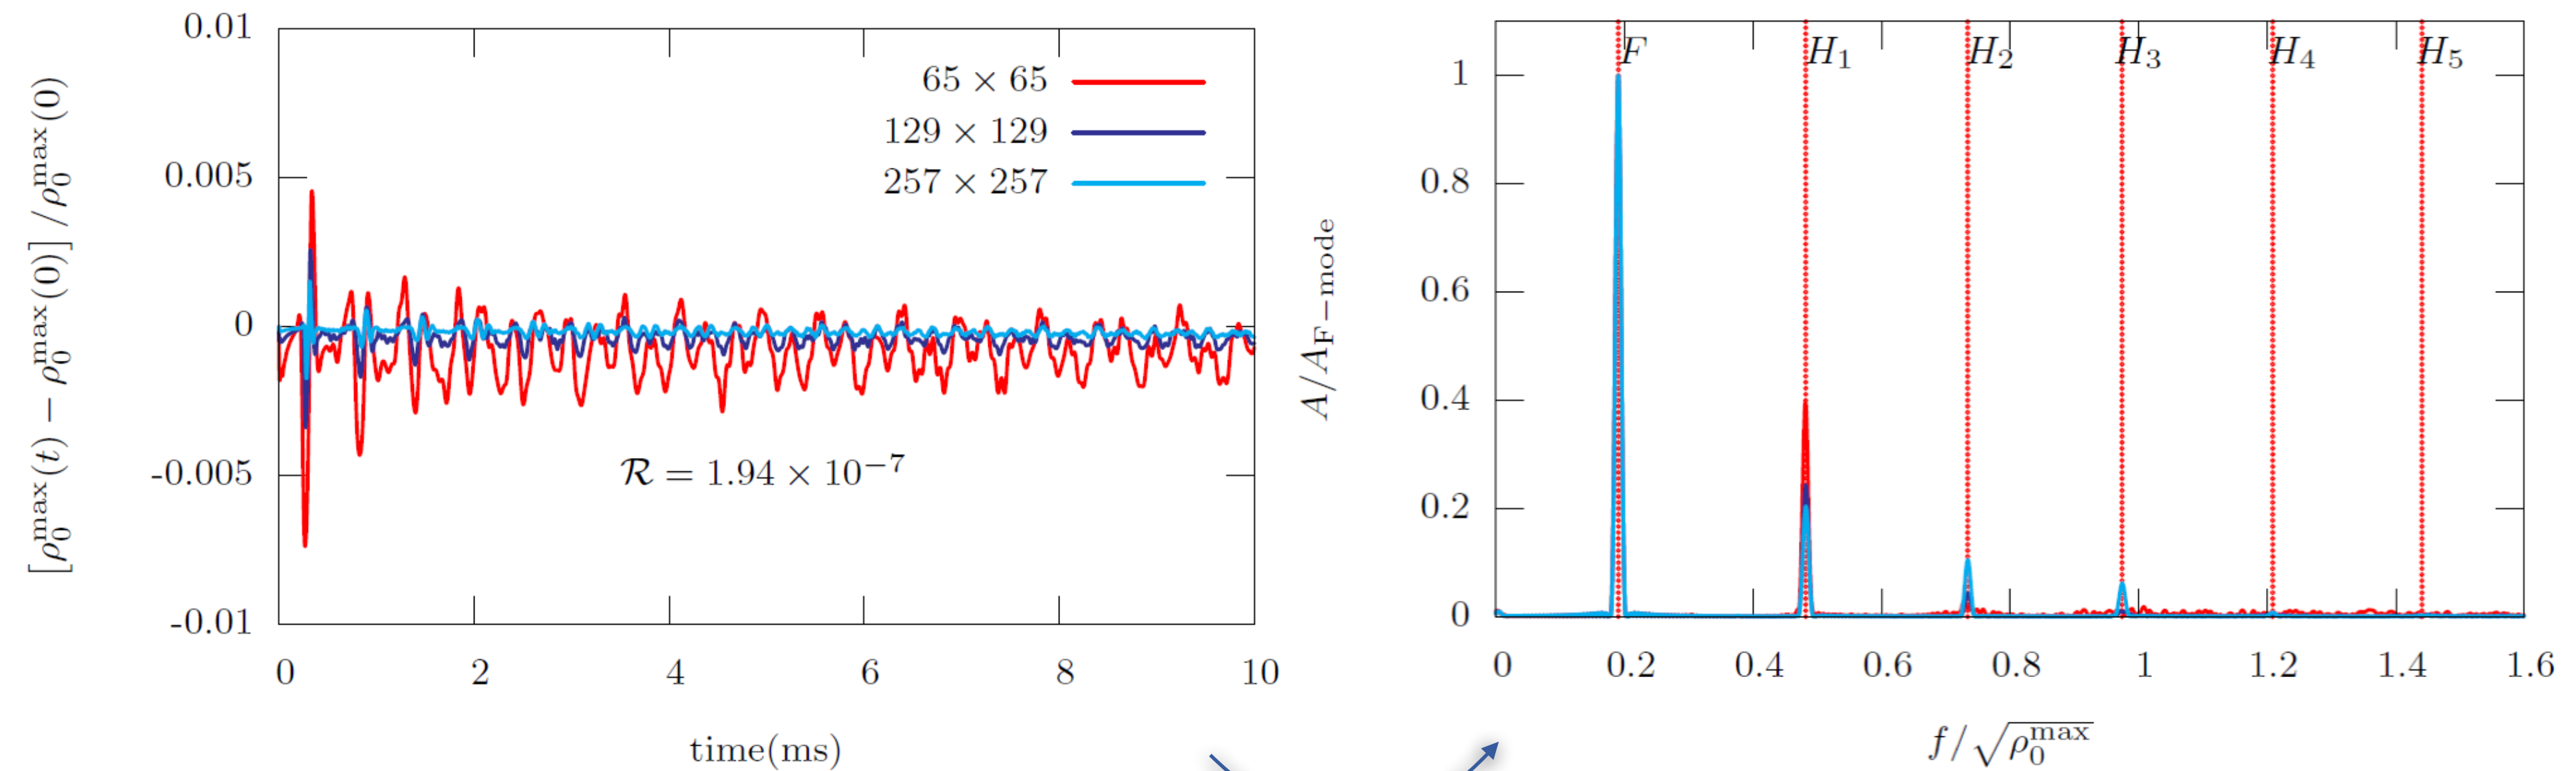 0.01
0.005
0
-0.005
-0.01
[ρ₀ᵐᵃˣ(t) − ρ₀ᵐᵃˣ(0)] /ρ₀ᵐᵃˣ(0)
65 × 65
129 × 129
257 × 257
ℛ = 1.94 × 10⁻⁷
0 2 4 6 8 10
time(ms)
F H₁ H₂ H₃ H₄ H₅
1
0.8
0.6
0.4
0.2
0
A/A_F−mode
0 0.2 0.4 0.6 0.8 1 1.2 1.4 1.6
f/√ρ₀ᵐᵃˣ